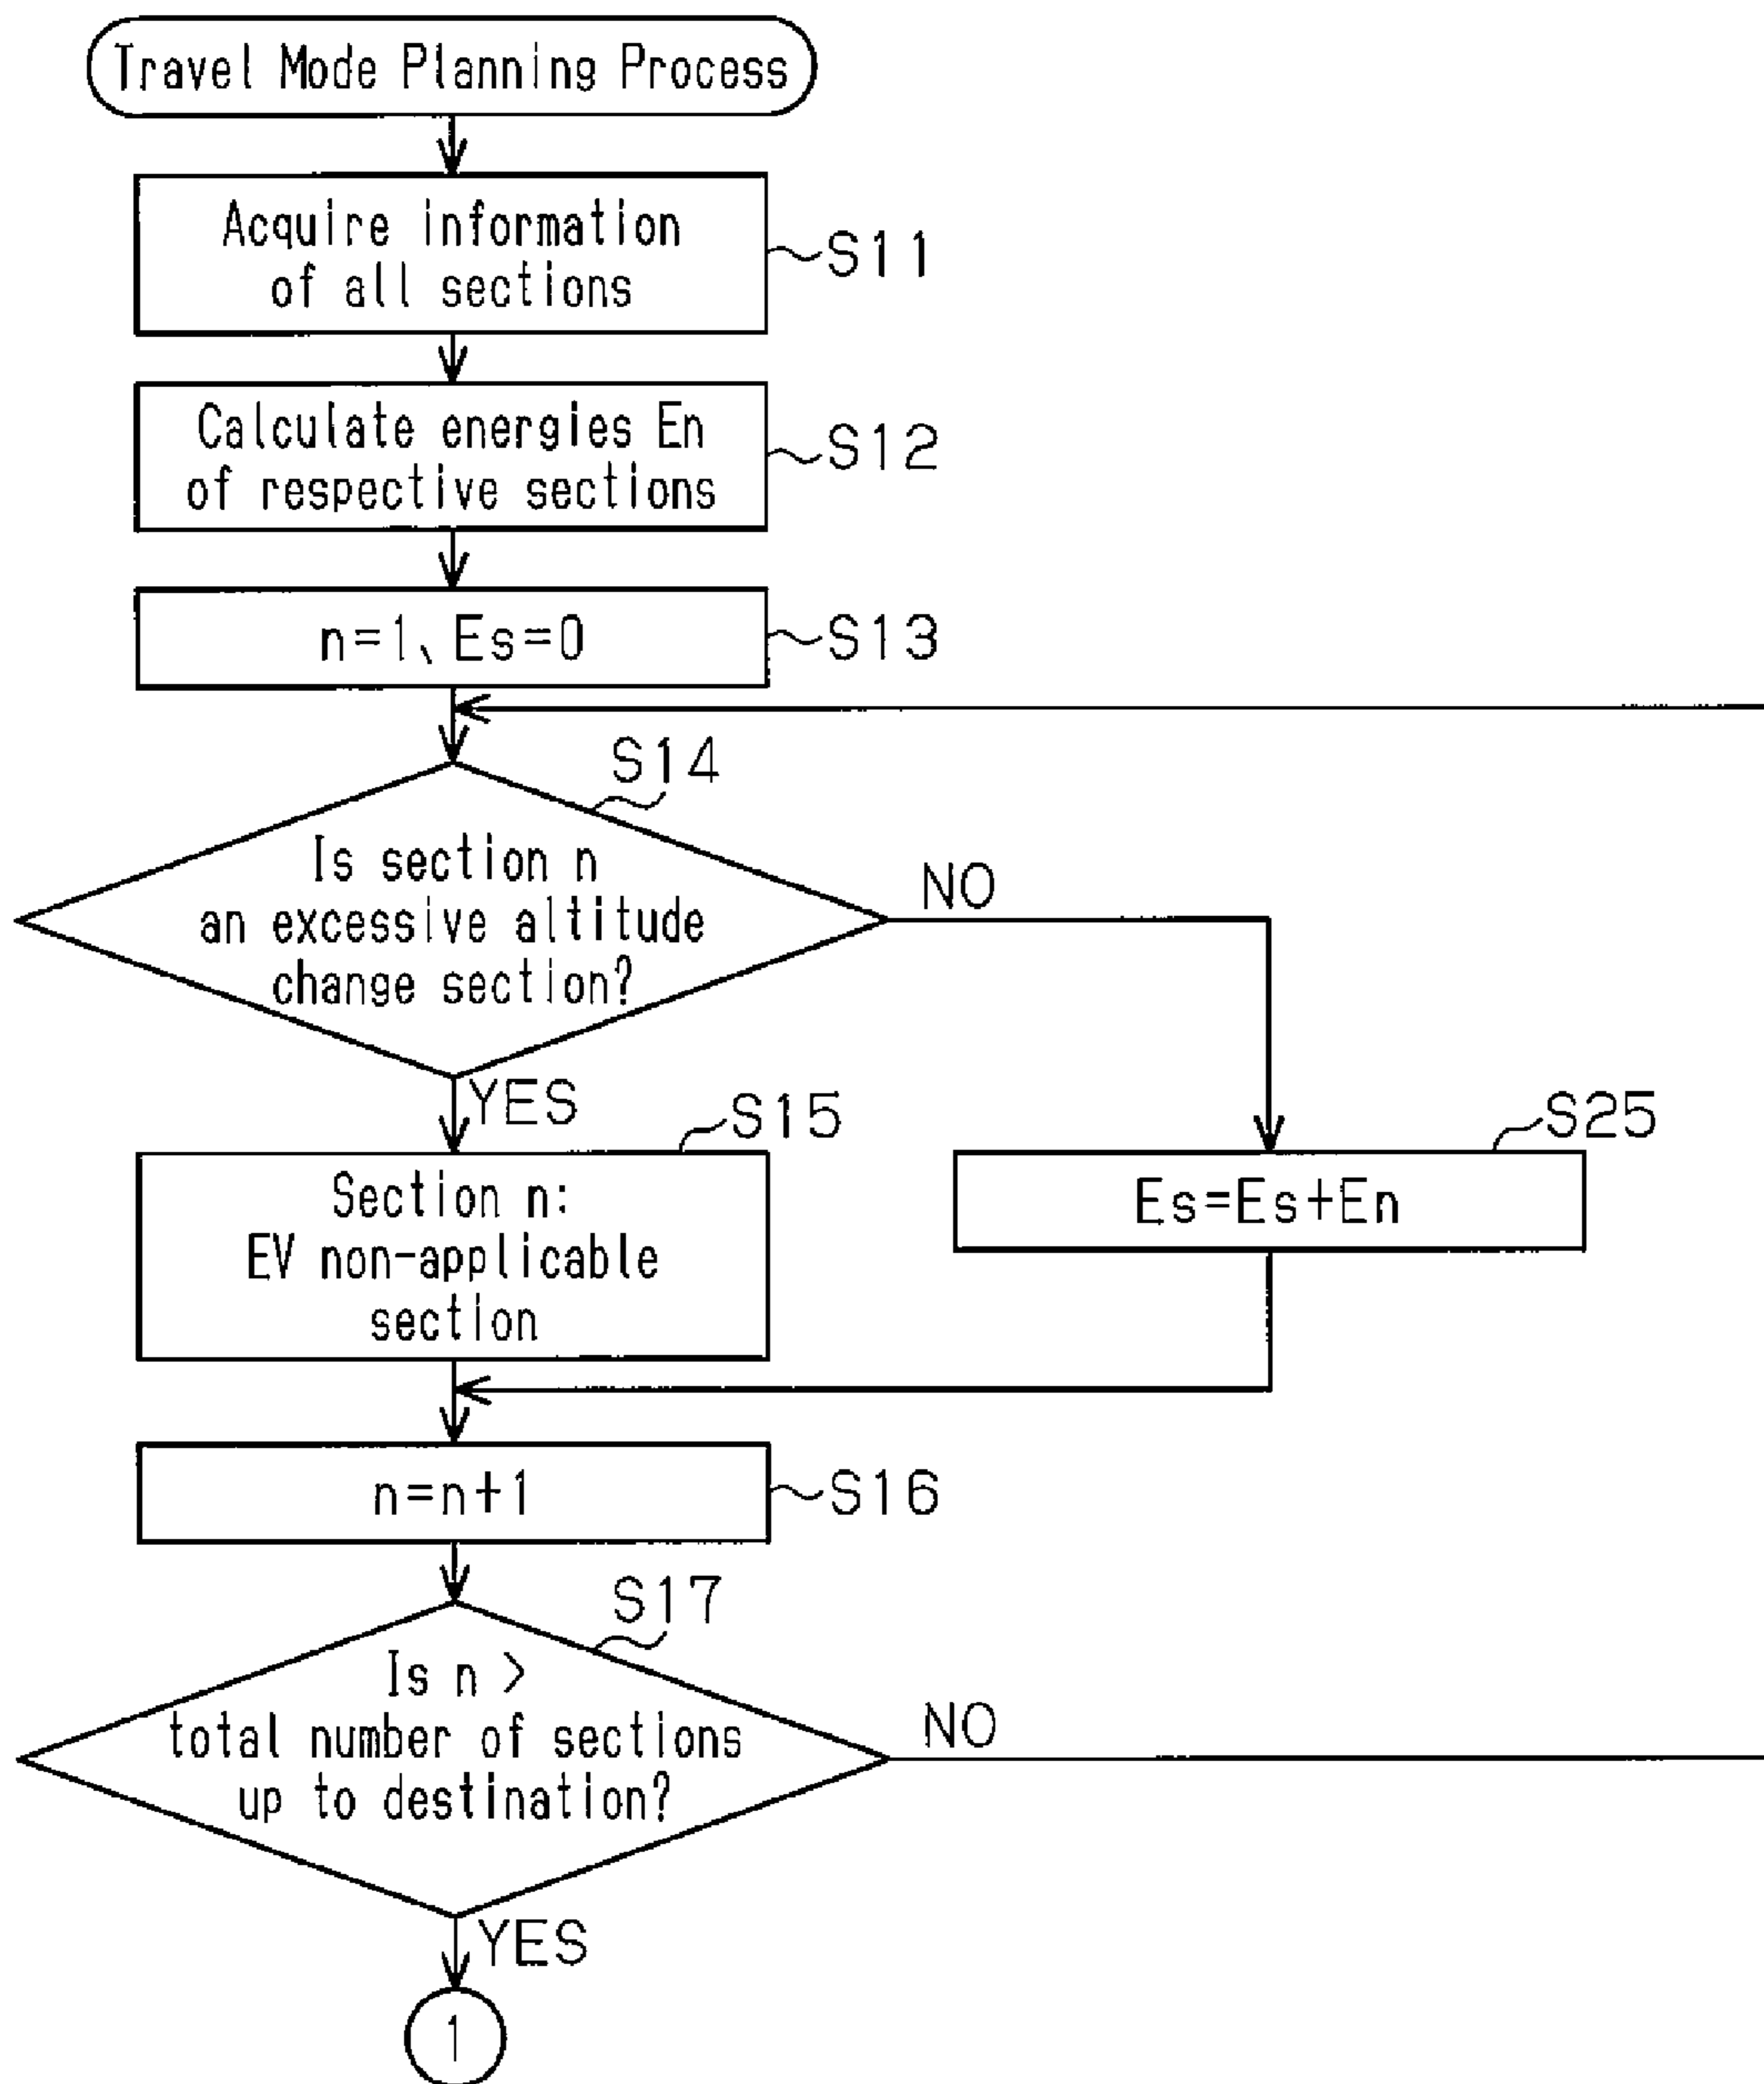 Travel Mode Planning Process
Acquire information
of all sections
S11
Calculate energies En
of respective sections
S12
n=1、Es=0
S13
S14
Is section n
an excessive altitude
change section?
NO
YES
S15
Section n:
EV non-applicable
section
S25
Es=Es+En
n=n+1
S16
S17
Is n >
total number of sections
up to destination?
NO
YES
1